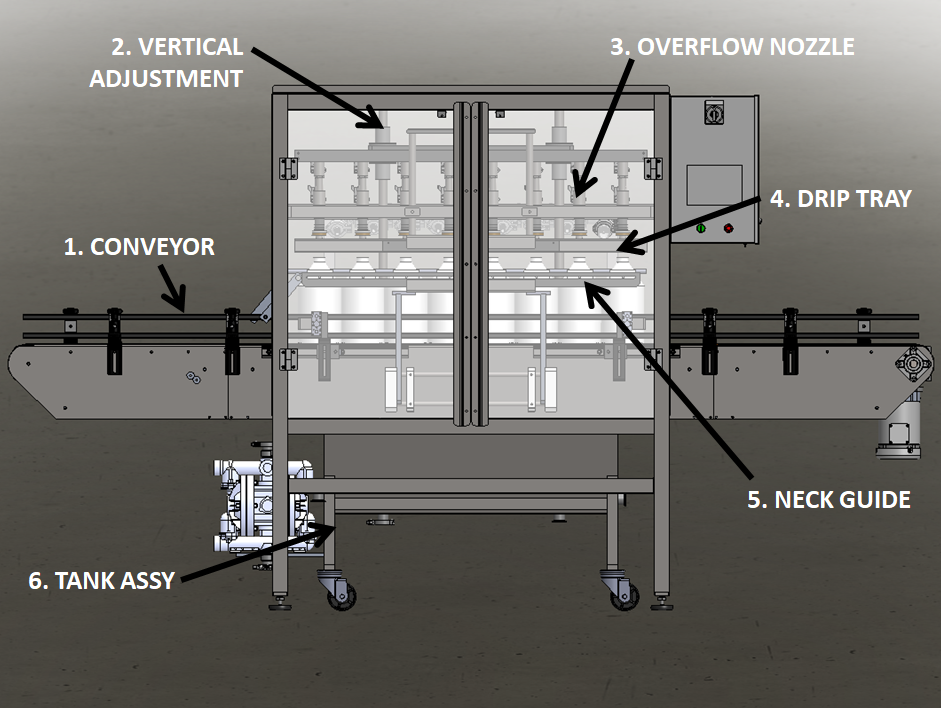 2. VERTICAL
ADJUSTMENT
3. OVERFLOW NOZZLE
4. DRIP TRAY
1. CONVEYOR
5. NECK GUIDE
6. TANK ASSY